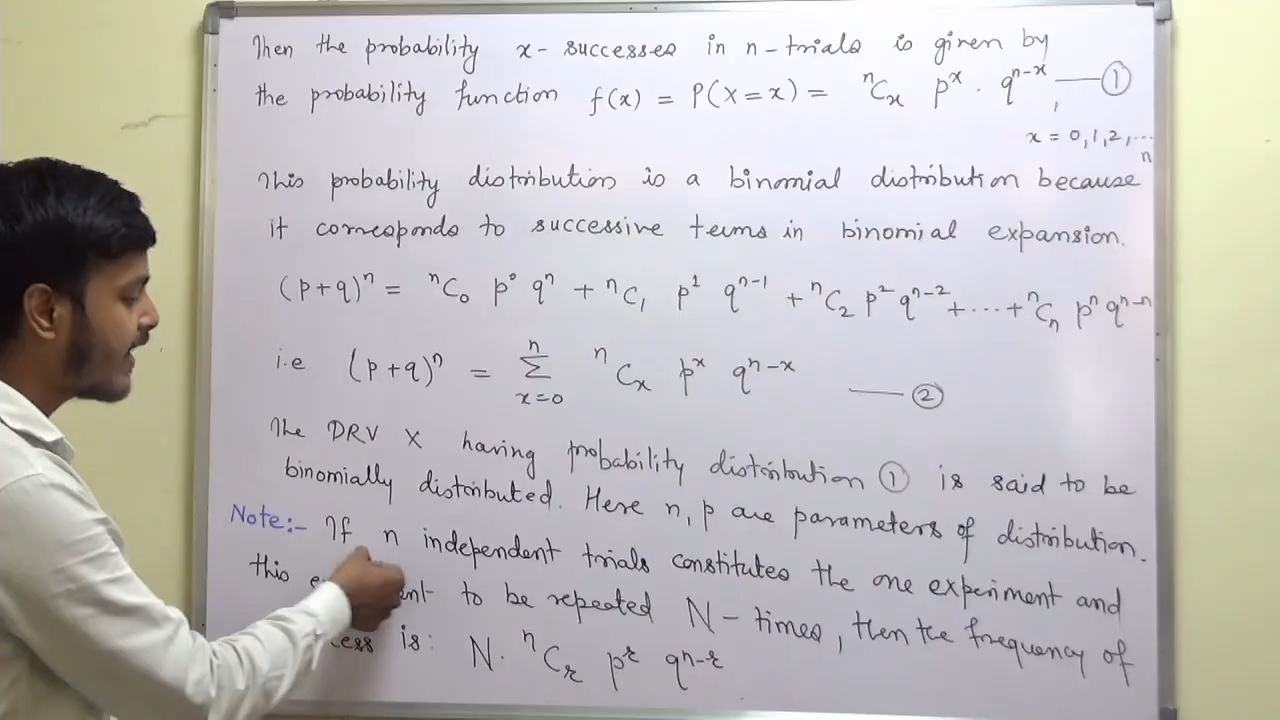 Then the probability x - successes in n - trials is given by
the probability function f(x) = P(X = x) = ⁿCₓ pˣ · qⁿ⁻ˣ, —— ①
x = 0, 1, 2, ... n
This probability distribution is a binomial distribution because
it corresponds to successive terms in binomial expansion.
(p+q)ⁿ = ⁿC₀ p⁰ qⁿ + ⁿC₁ p¹ qⁿ⁻¹ + ⁿC₂ p² qⁿ⁻² + ... + ⁿCₙ pⁿ qⁿ⁻ⁿ
i.e (p+q)ⁿ = Σ_{x=0}^{n} ⁿCₓ pˣ qⁿ⁻ˣ —— ②
The DRV X having probability distribution ① is said to be
binomially distributed. Here n, p are parameters of distribution.
Note:- If n independent trials constitutes the one experiment and
this to be repeated N - times, then the frequency of
is: N. ⁿCᵣ pʳ qⁿ⁻ʳ